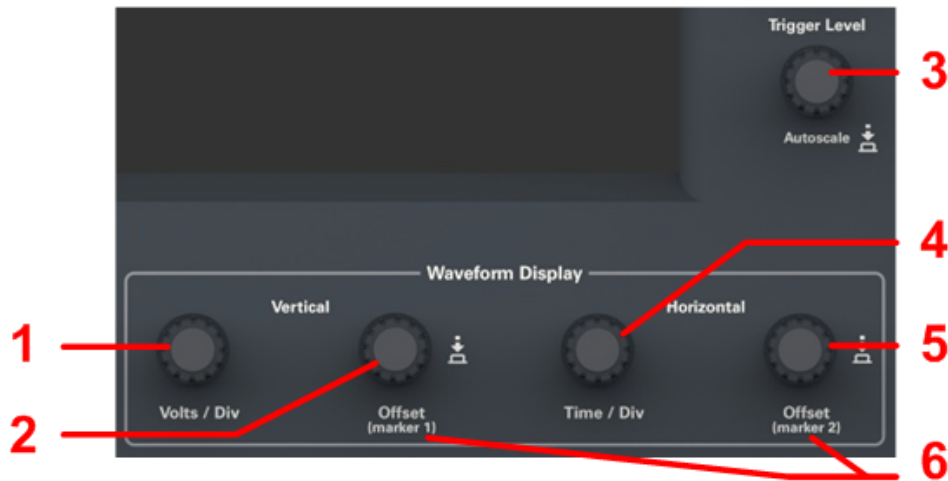 Trigger Level
3
Autoscale
4
Waveform Display
Vertical
Horizontal
1
5
Volts / Div
Offset
(marker 1)
Time / Div
Offset
(marker 2)
2
6